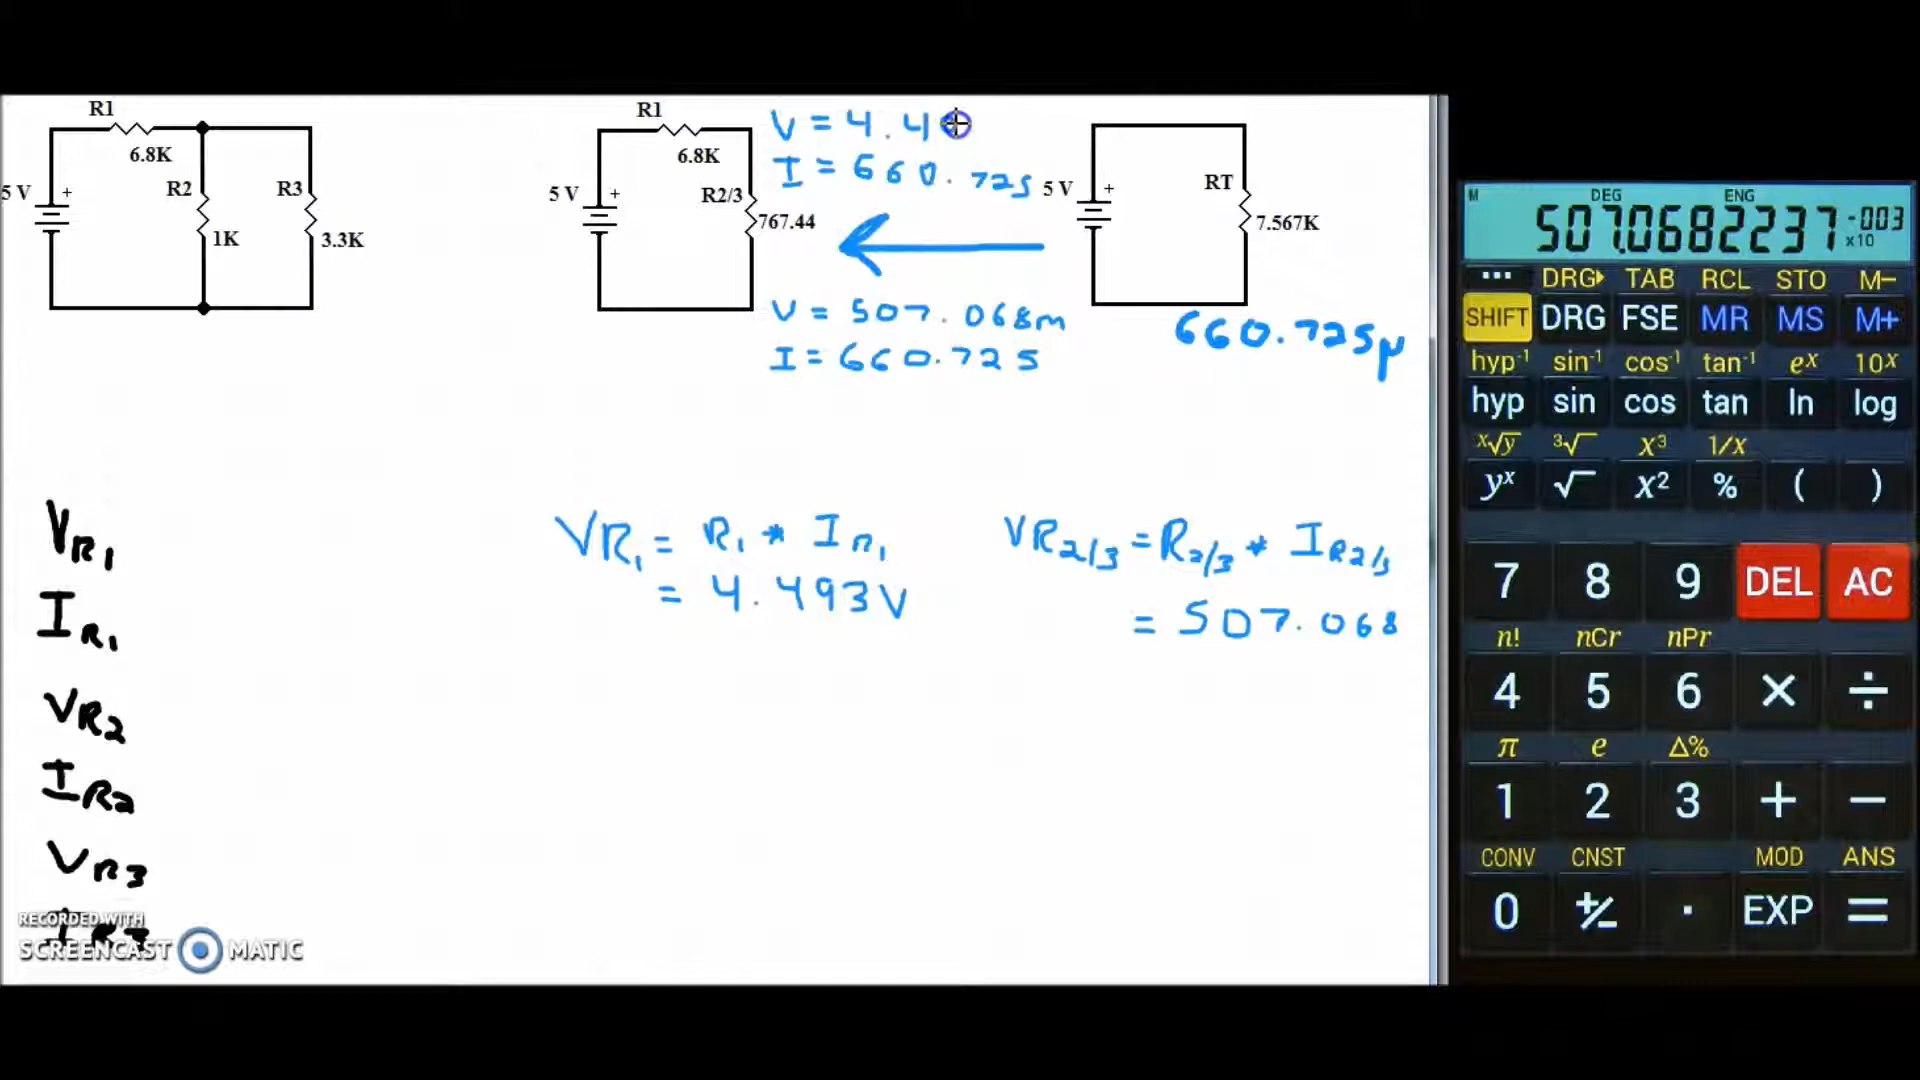 R1
6.8K
5 V
+
R2
1K
R3
3.3K
R1
6.8K
5 V
+
R2/3
767.44
V = 4.4
I = 660.725
V = 507.068m
I = 660.725
5 V
+
RT
7.567K
660.725µ
VR1
IR1
VR2
IR2
VR3
VR1 = R1 * IR1
= 4.493V
VR2/3 = R2/3 * IR2/3
= 507.068
RECORDED WITH
SCREENCAST MATIC
M DEG ENG
507.0682237 x10 -003
... DRG▸ TAB RCL STO M−
SHIFT DRG FSE MR MS M+
hyp⁻¹ sin⁻¹ cos⁻¹ tan⁻¹ eˣ 10ˣ
hyp sin cos tan ln log
ˣ√y ³√ x³ 1/x
yˣ √ x² % ( )
7 8 9 DEL AC
n! nCr nPr
4 5 6 × ÷
π e Δ%
1 2 3 + −
CONV CNST MOD ANS
0 +/− . EXP =